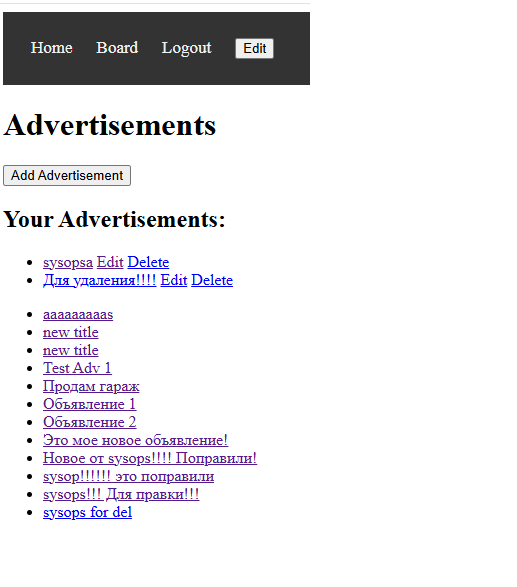 Home Board Logout Edit
Advertisements
Add Advertisement
Your Advertisements:
sysopsa Edit Delete
Для удаления!!!! Edit Delete
aaaaaaaaas
new title
new title
Test Adv 1
Продам гараж
Объявление 1
Объявление 2
Это мое новое объявление!
Новое от sysops!!!! Поправили!
sysop!!!!!! это поправили
sysops!!! Для правки!!!
sysops for del